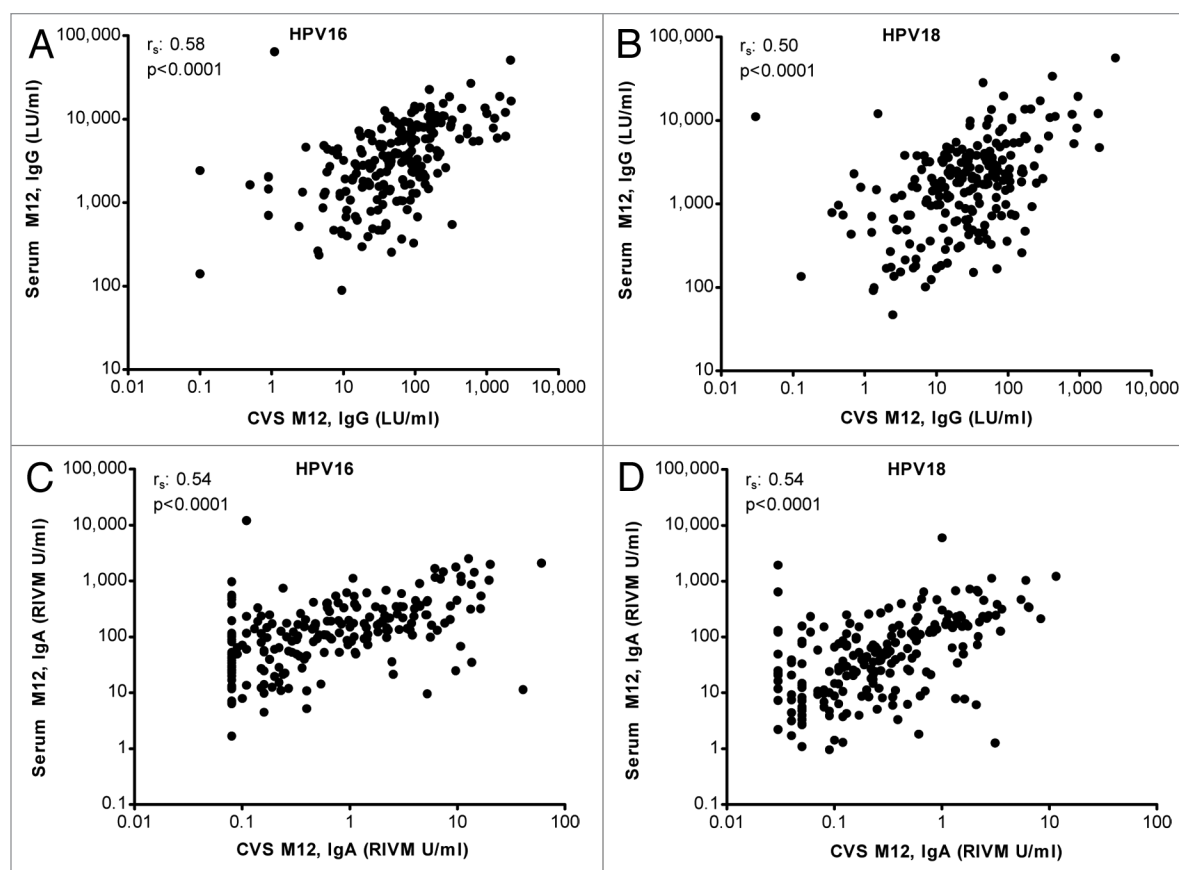 A
HPV16
rs: 0.58
p<0.0001
Serum M12, IgG (LU/ml)
100,000
10,000
1,000
100
10
0.01 0.1 1 10 100 1,000 10,000
CVS M12, IgG (LU/ml)
B
HPV18
rs: 0.50
p<0.0001
Serum M12, IgG (LU/ml)
100,000
10,000
1,000
100
10
0.01 0.1 1 10 100 1,000 10,000
CVS M12, IgG (LU/ml)
C
HPV16
rs: 0.54
p<0.0001
Serum M12, IgA (RIVM U/ml)
100,000
10,000
1,000
100
10
1
0.1
0.01 0.1 1 10 100
CVS M12, IgA (RIVM U/ml)
D
HPV18
rs: 0.54
p<0.0001
Serum M12, IgA (RIVM U/ml)
100,000
10,000
1,000
100
10
1
0.1
0.01 0.1 1 10 100
CVS M12, IgA (RIVM U/ml)